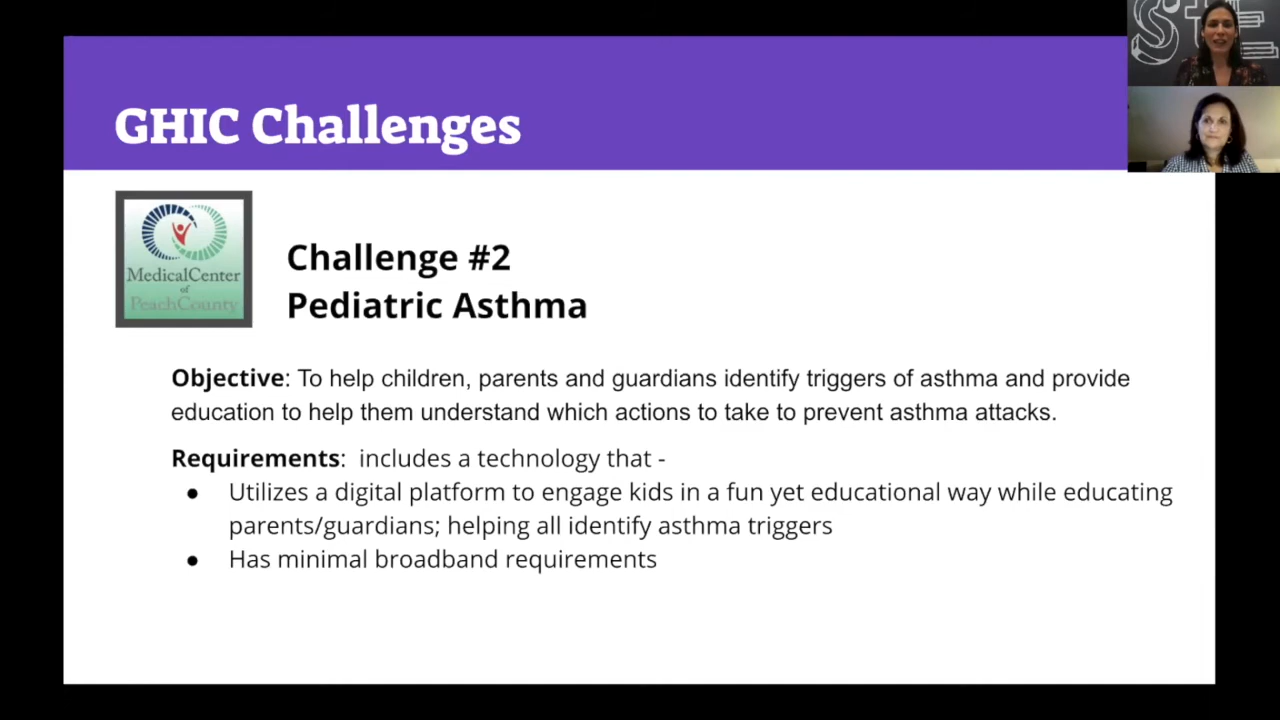 GHIC Challenges
MedicalCenter
of
PeachCounty
Challenge #2
Pediatric Asthma
Objective: To help children, parents and guardians identify triggers of asthma and provide
education to help them understand which actions to take to prevent asthma attacks.
Requirements: includes a technology that -
● Utilizes a digital platform to engage kids in a fun yet educational way while educating
parents/guardians; helping all identify asthma triggers
● Has minimal broadband requirements